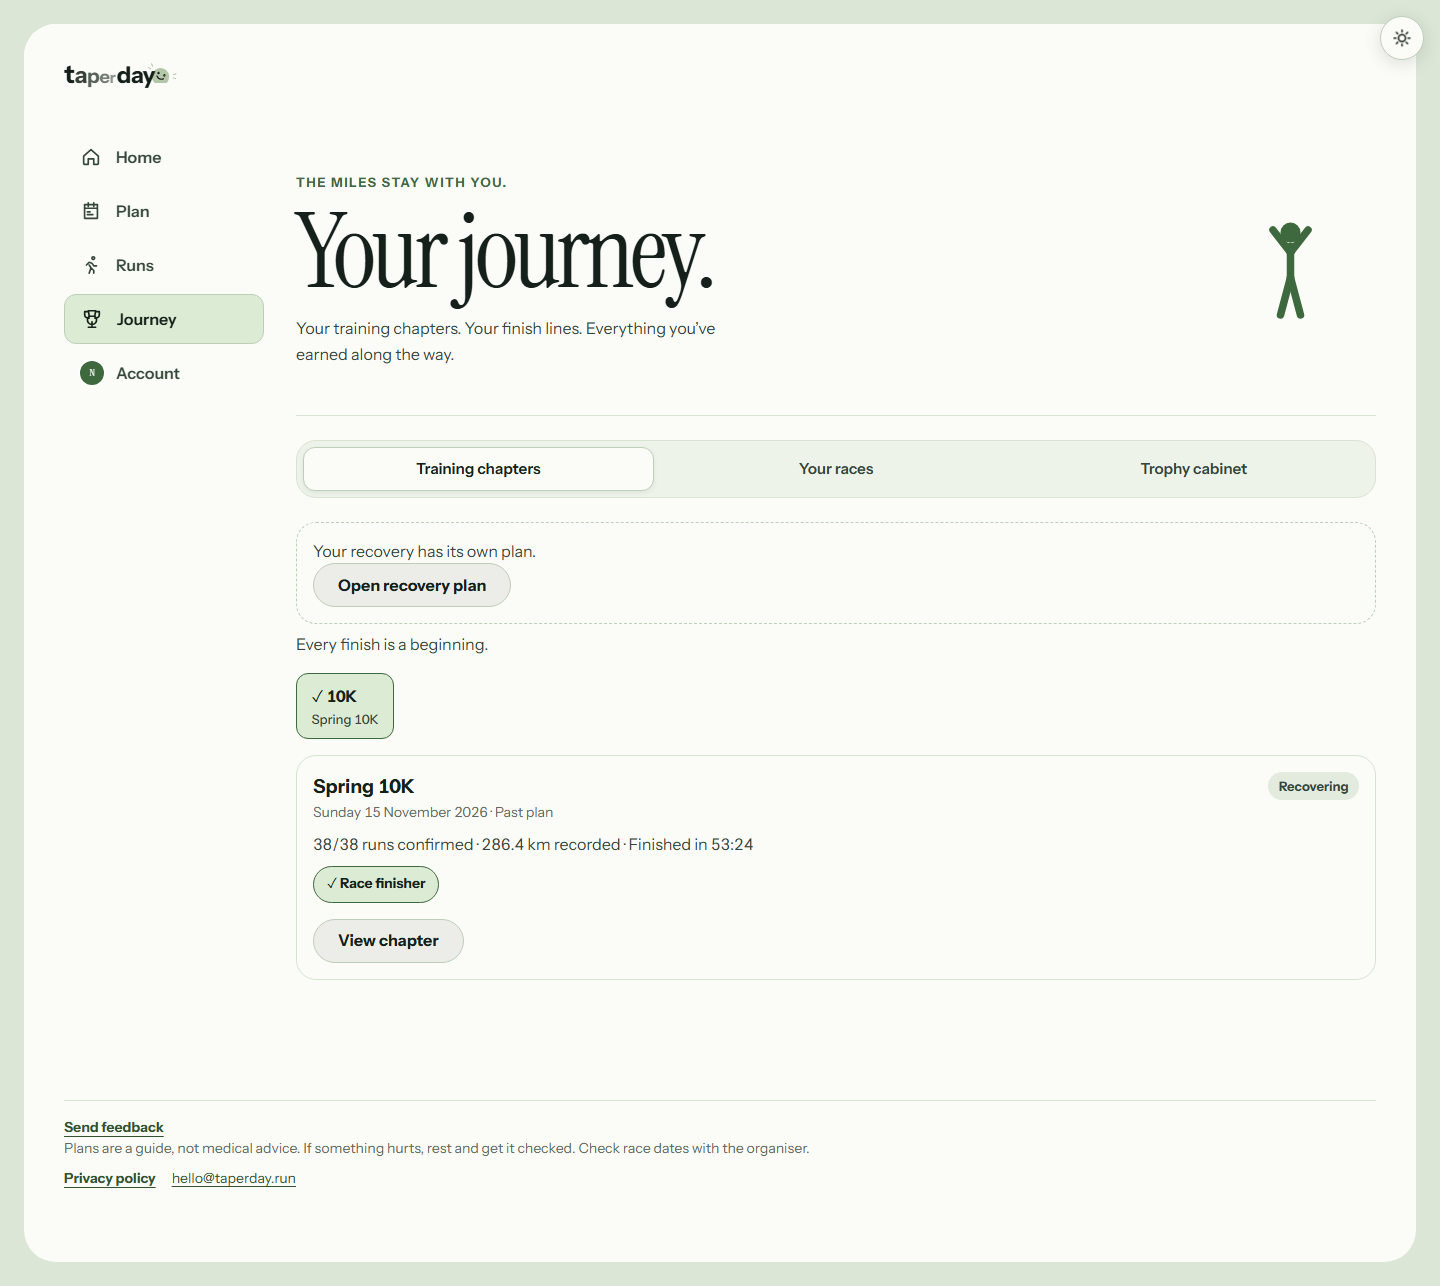 taperday
Home
Plan
Runs
Journey
N
Account
THE MILES STAY WITH YOU.
Your journey.
Your training chapters. Your finish lines. Everything you’ve
earned along the way.
Training chapters
Your races
Trophy cabinet
Your recovery has its own plan.
Open recovery plan
Every finish is a beginning.
✓ 10K
Spring 10K
Spring 10K
Recovering
Sunday 15 November 2026 · Past plan
38/38 runs confirmed · 286.4 km recorded · Finished in 53:24
✓ Race finisher
View chapter
Send feedback
Plans are a guide, not medical advice. If something hurts, rest and get it checked. Check race dates with the organiser.
Privacy policy hello@taperday.run